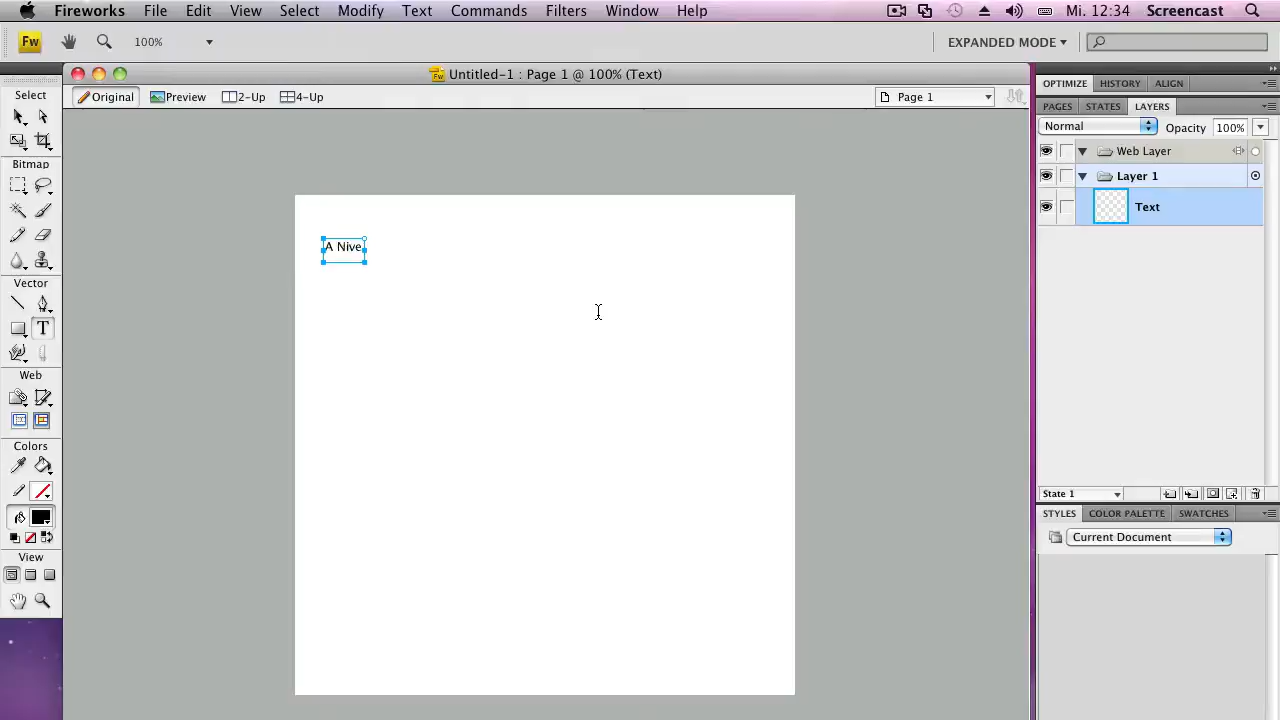 Fireworks File Edit View Select Modify Text Commands Filters Window Help Mi. 12:34 Screencast
Fw 100% EXPANDED MODE
Untitled-1 : Page 1 @ 100% (Text)
Original Preview 2-Up 4-Up Page 1
Select
Bitmap
Vector
T
Web
Colors
View
A Nive
OPTIMIZE HISTORY ALIGN
PAGES STATES LAYERS
Normal Opacity 100%
Web Layer
Layer 1
Text
State 1
STYLES COLOR PALETTE SWATCHES
Current Document